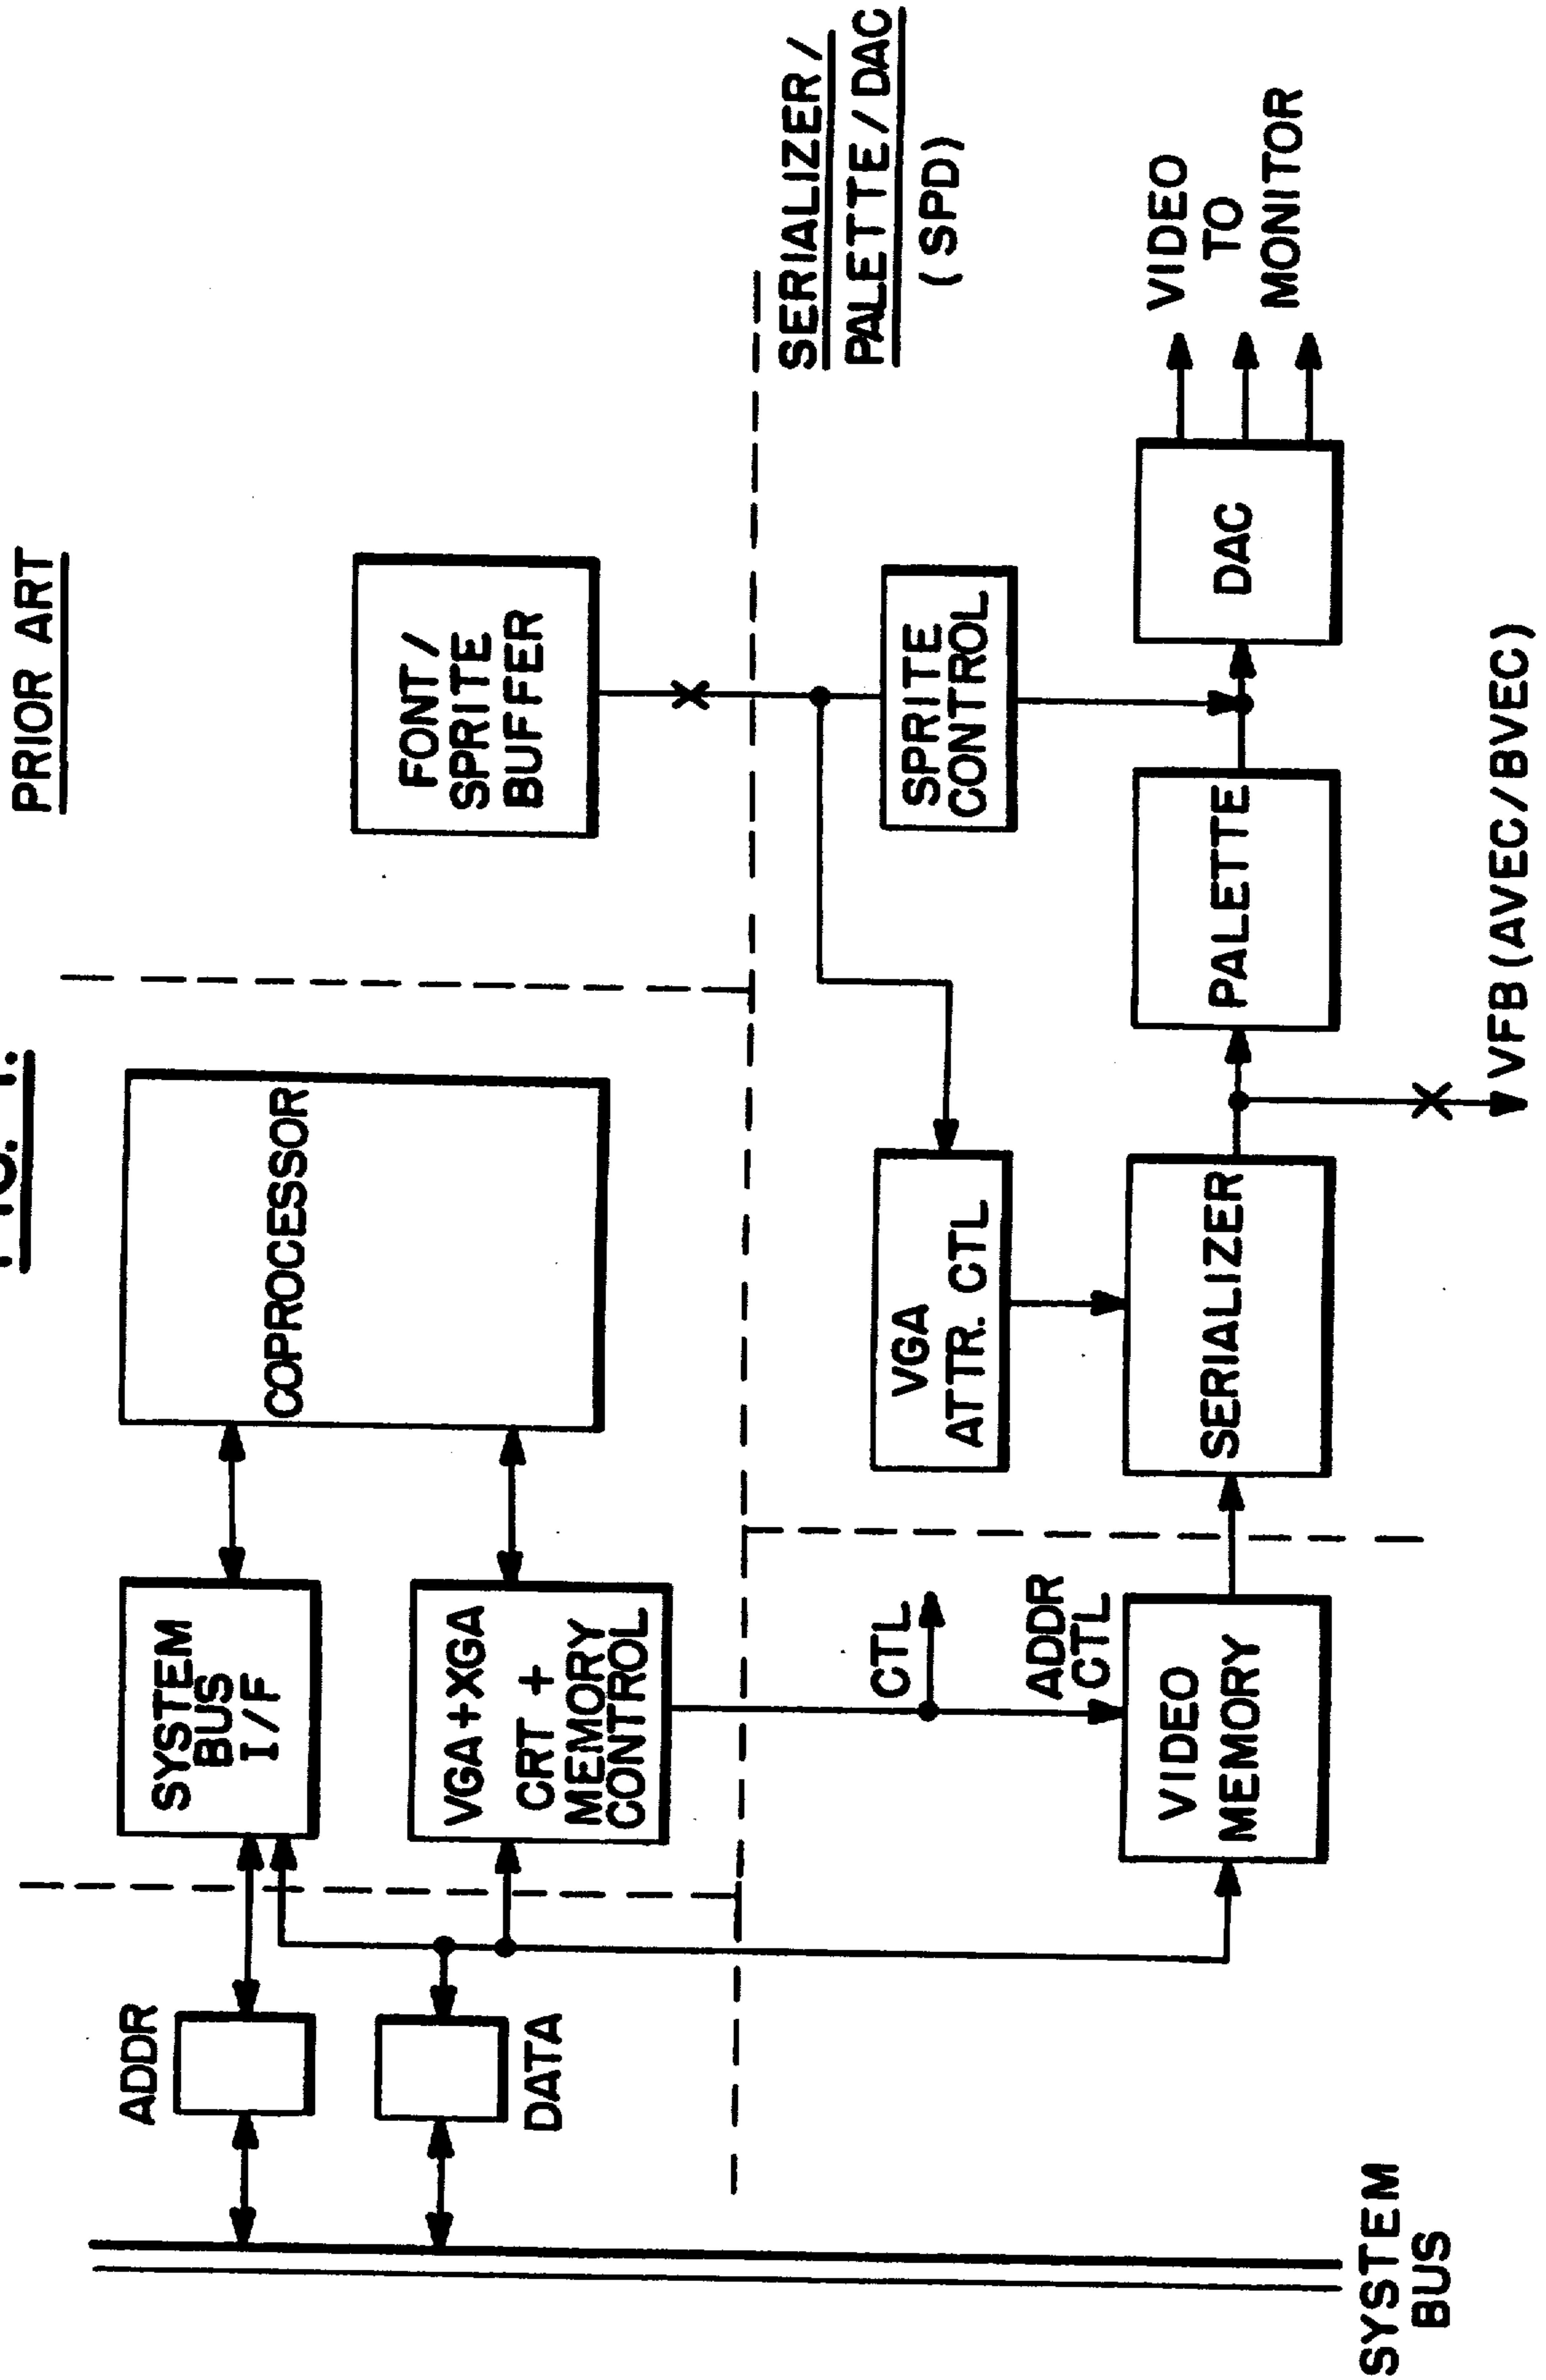 PRIOR ART
ADDR
DATA
SYSTEM
BUS
I/F
VGA+XGA
CRT +
MEMORY
CONTROL
COPROCESSOR
FONT/
SPRITE
BUFFER
SERIALIZER/
PALETTE/DAC
(SPD)
CTL
ADDR
CTL
VGA
ATTR. CTL
SPRITE
CONTROL
VIDEO
MEMORY
SERIALIZER
PALETTE
DAC
VIDEO
TO
MONITOR
SYSTEM
BUS
VFB (AVEC/BVEC)